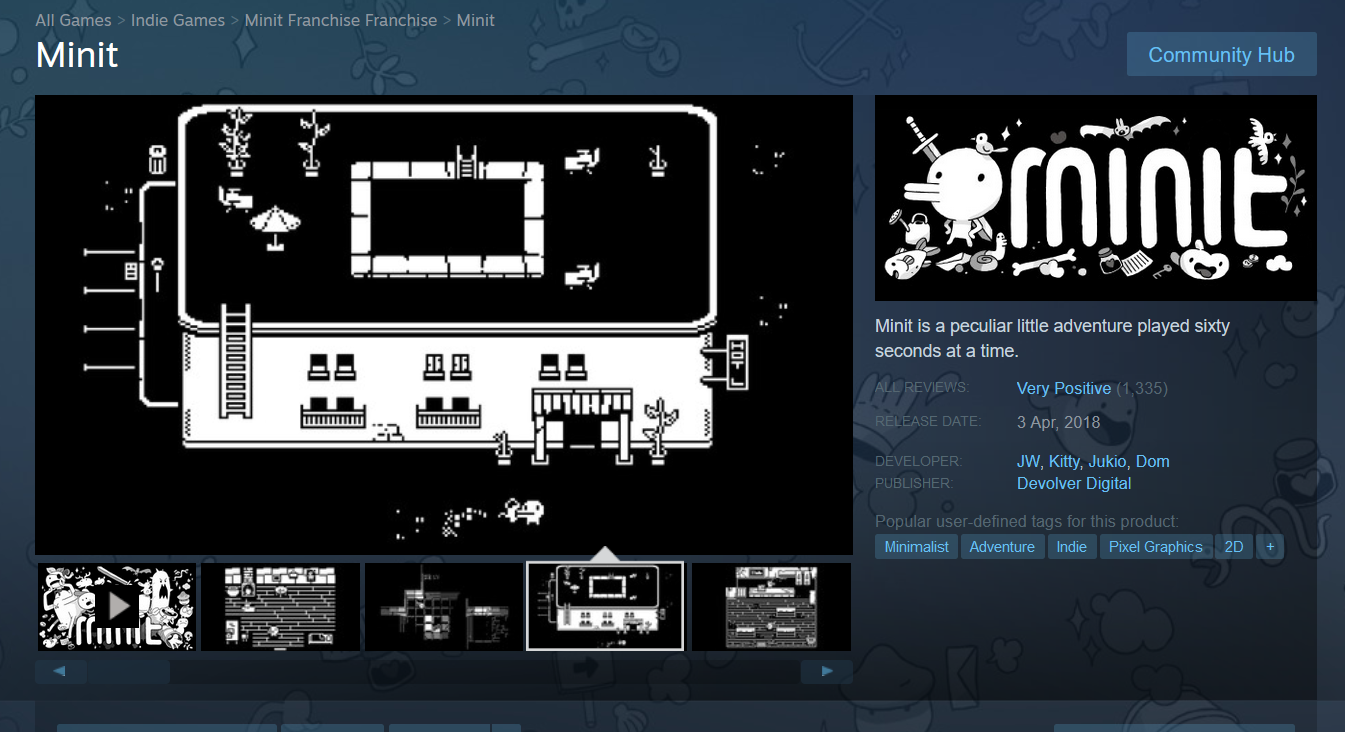 All Games > Indie Games > Minit Franchise Franchise > Minit
Minit
Community Hub
HOTL
minit
Minit is a peculiar little adventure played sixty
seconds at a time.
ALL REVIEWS: Very Positive (1,335)
RELEASE DATE: 3 Apr, 2018
DEVELOPER: JW, Kitty, Jukio, Dom
PUBLISHER: Devolver Digital
Popular user-defined tags for this product:
Minimalist Adventure Indie Pixel Graphics 2D +
minit